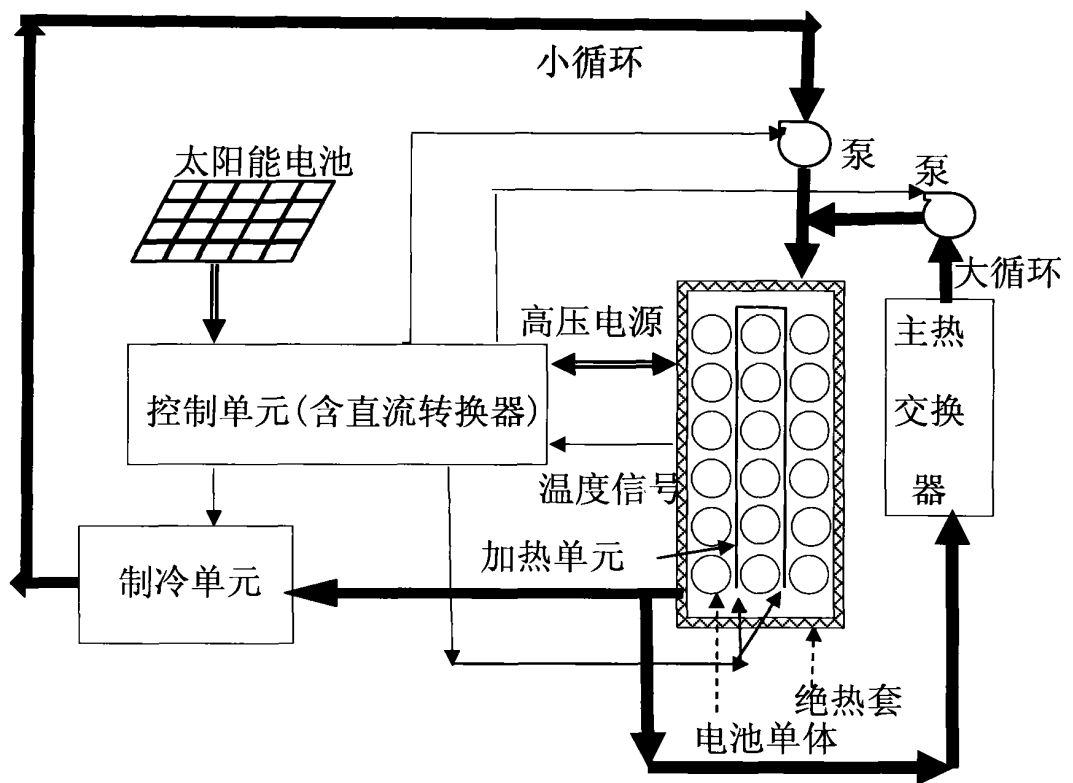 小循环
太阳能电池
泵
泵
大循环
高压电源
主热
交换
器
控制单元(含直流转换器)
温度信号
加热单元
制冷单元
绝热套
电池单体